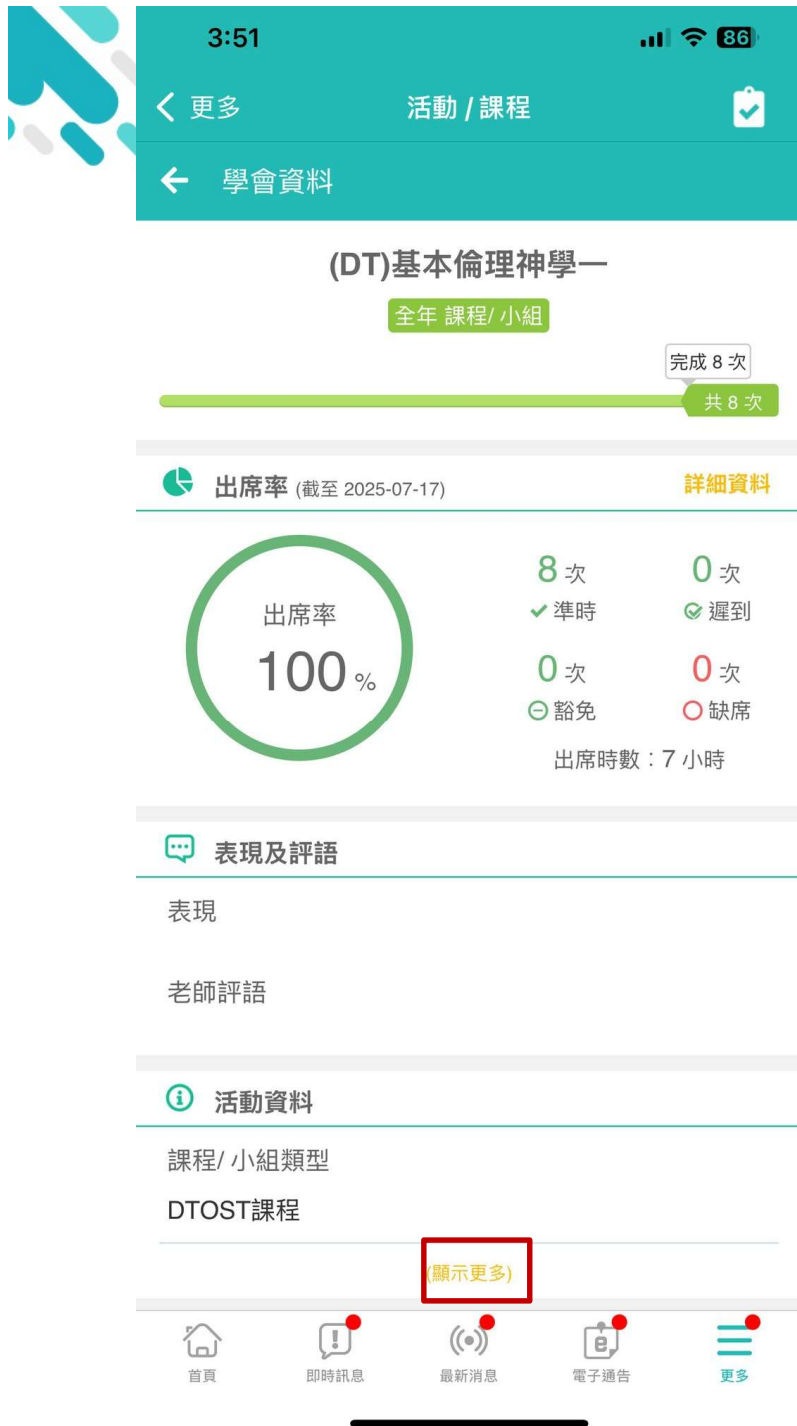 3:51
86
更多
活動 / 課程
學會資料
(DT)基本倫理神學一
全年 課程/ 小組
完成 8 次
共 8 次
出席率 (截至 2025-07-17)
詳細資料
出席率
100 %
8 次
0 次
準時
遲到
0 次
0 次
豁免
缺席
出席時數：7 小時
表現及評語
表現
老師評語
活動資料
課程/ 小組類型
DTOST課程
(顯示更多)
首頁
即時訊息
最新消息
電子通告
更多